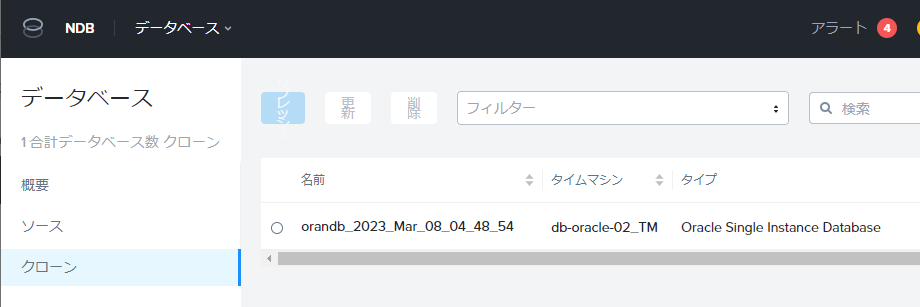 NDB データベース アラート 4
データベース
1 合計データベース数 クローン
概要
ソース
クローン
更新 削除 フィルター 検索
名前 タイムマシン タイプ
orandb_2023_Mar_08_04_48_54 db-oracle-02_TM Oracle Single Instance Database